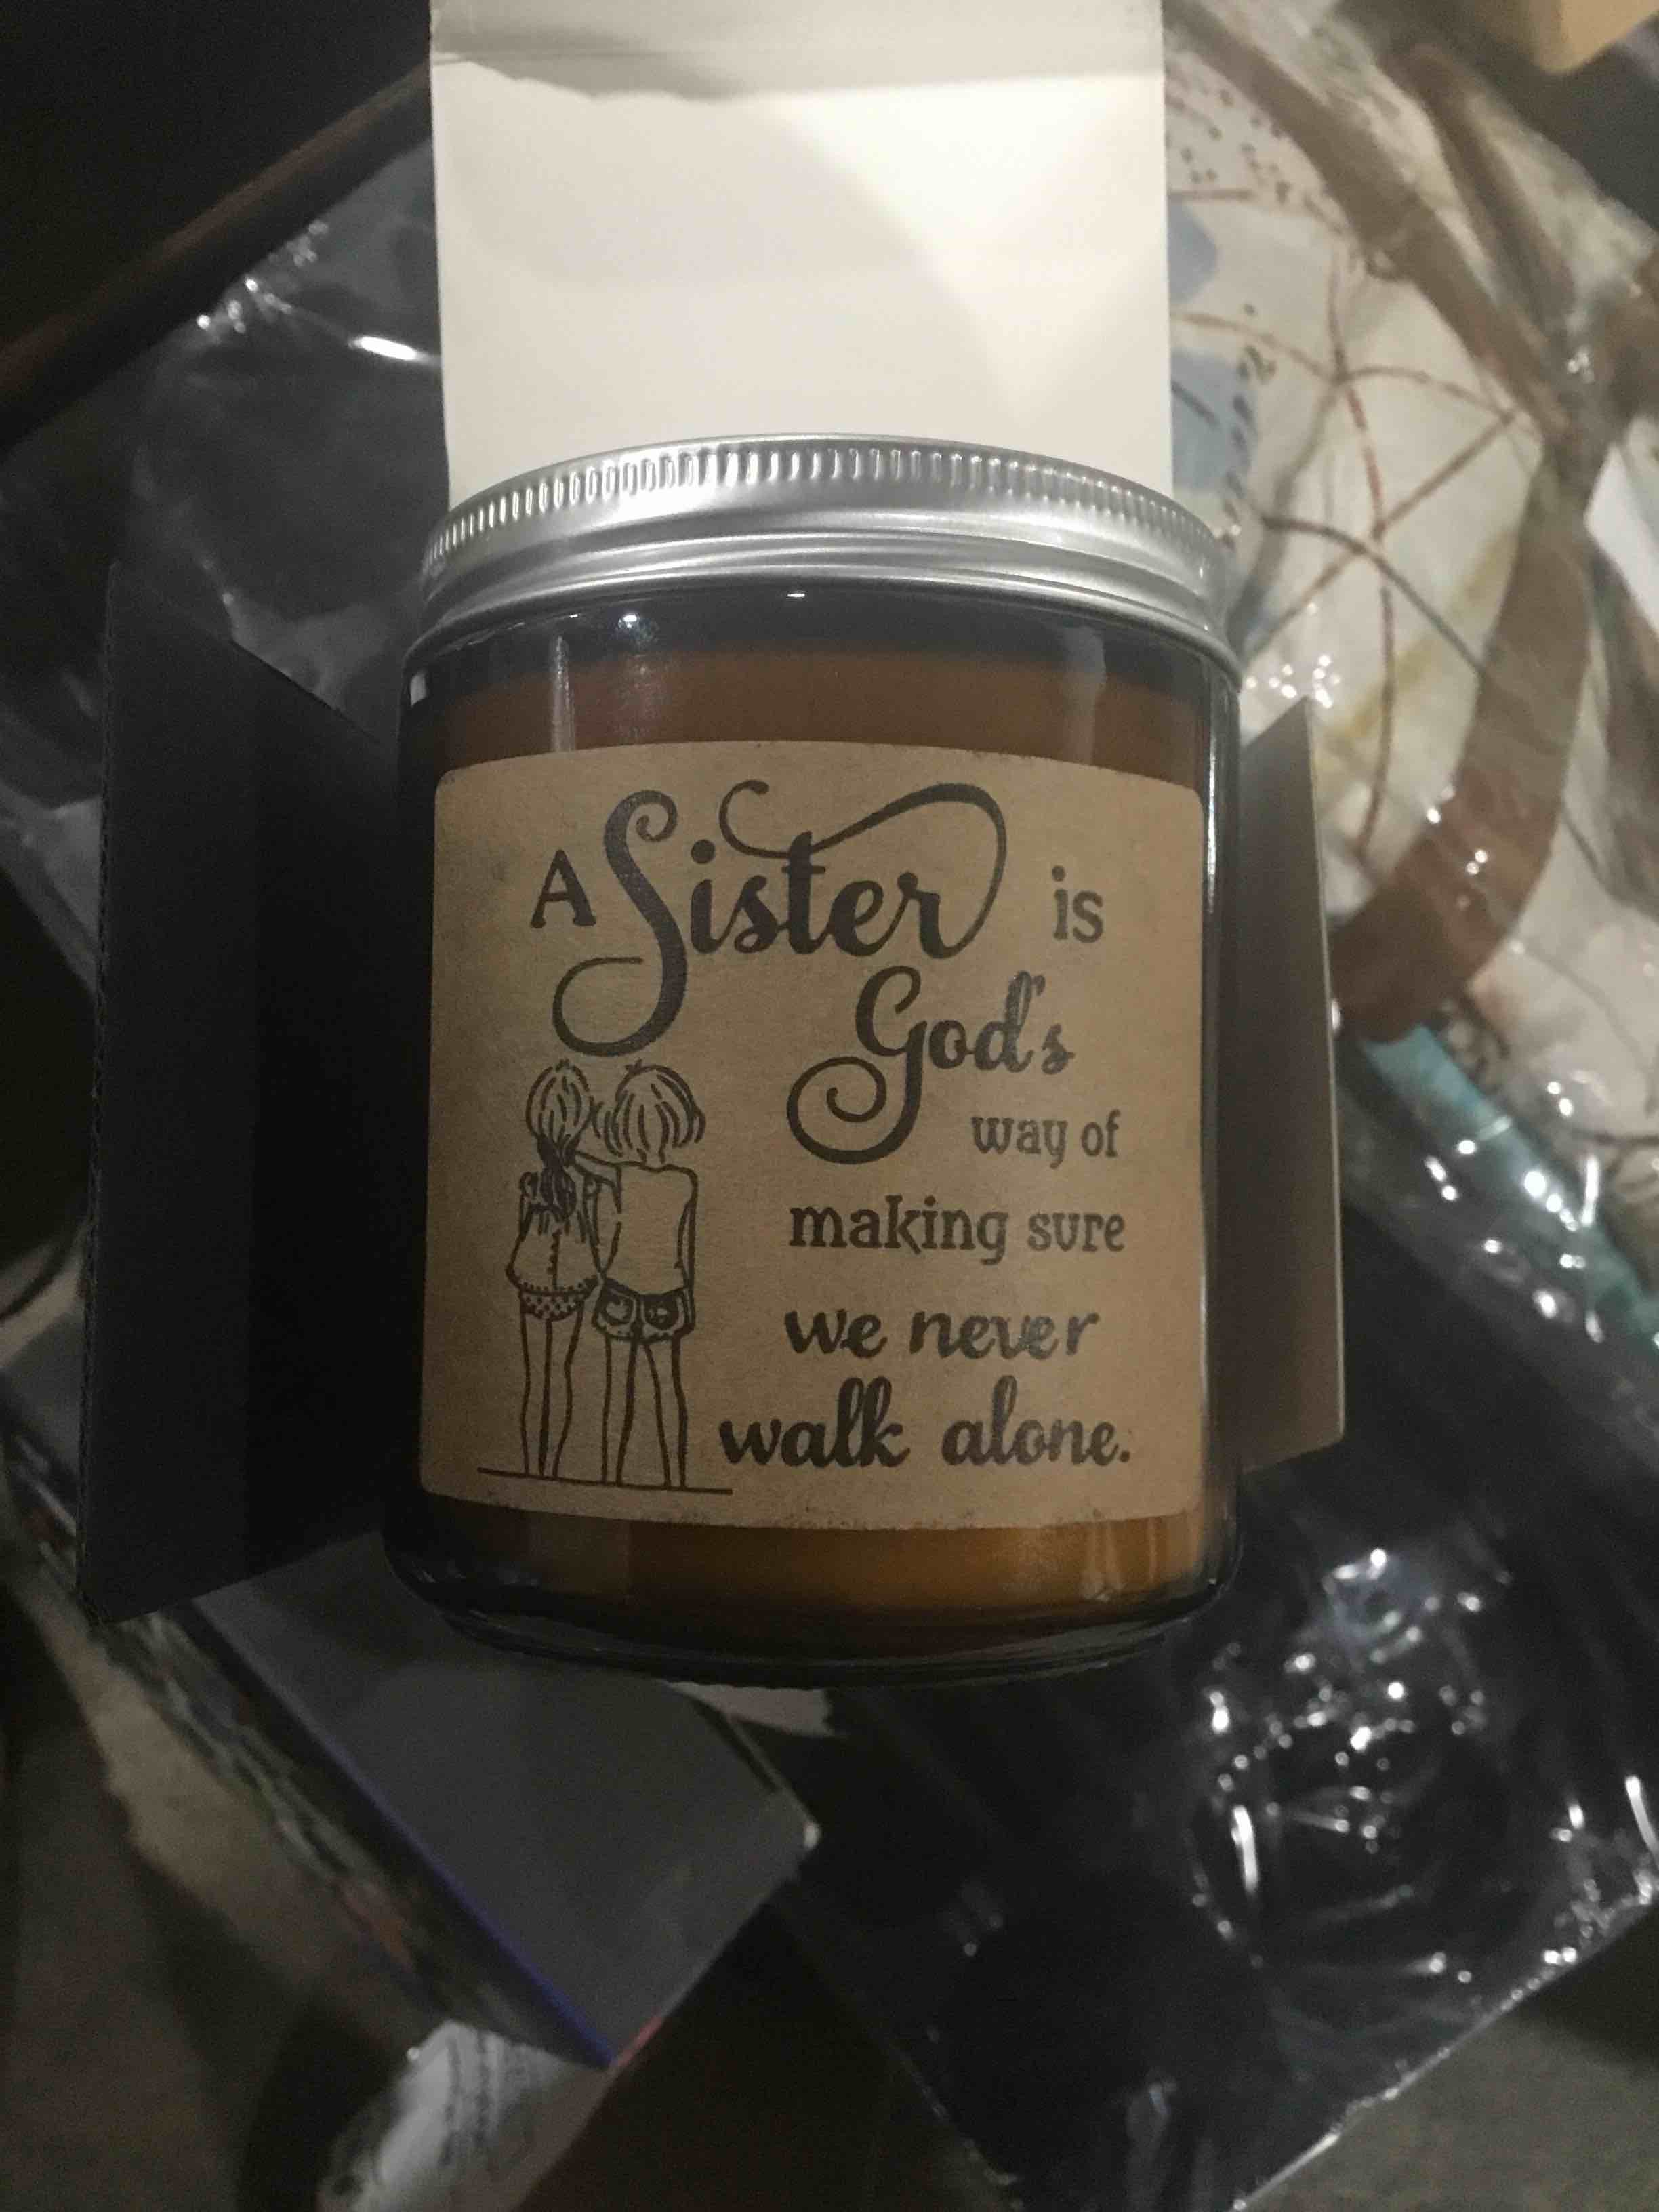 A Sister is
God's
way of
making sure
we never
walk alone.